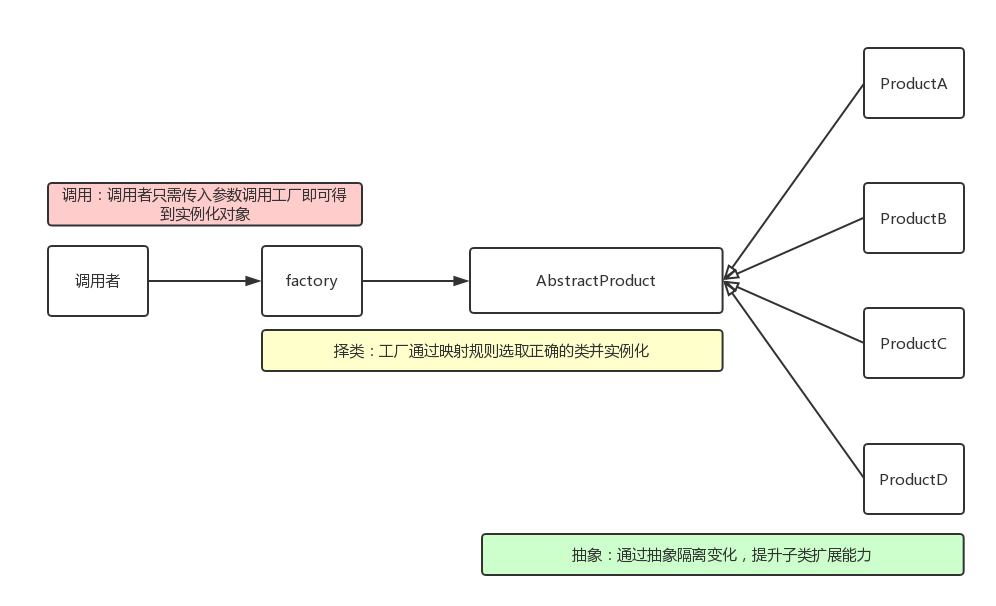 ProductA
调用：调用者只需传入参数调用工厂即可得
到实例化对象
ProductB
调用者
factory
AbstractProduct
择类：工厂通过映射规则选取正确的类并实例化
ProductC
ProductD
抽象：通过抽象隔离变化，提升子类扩展能力